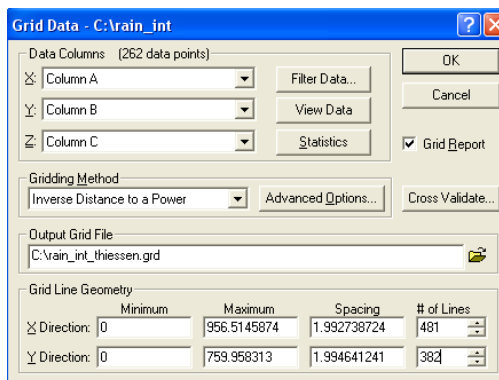 Grid Data - C:\rain_int
Data Columns (262 data points)
X: Column A
Filter Data...
OK
Y: Column B
View Data
Cancel
Z: Column C
Statistics
Grid Report
Gridding Method
Inverse Distance to a Power
Advanced Options...
Cross Validate...
Output Grid File
C:\rain_int_thiessen.grd
Grid Line Geometry
Minimum Maximum Spacing # of Lines
X Direction: 0 956.5145874 1.992738724 481
Y Direction: 0 759.958313 1.994641241 382